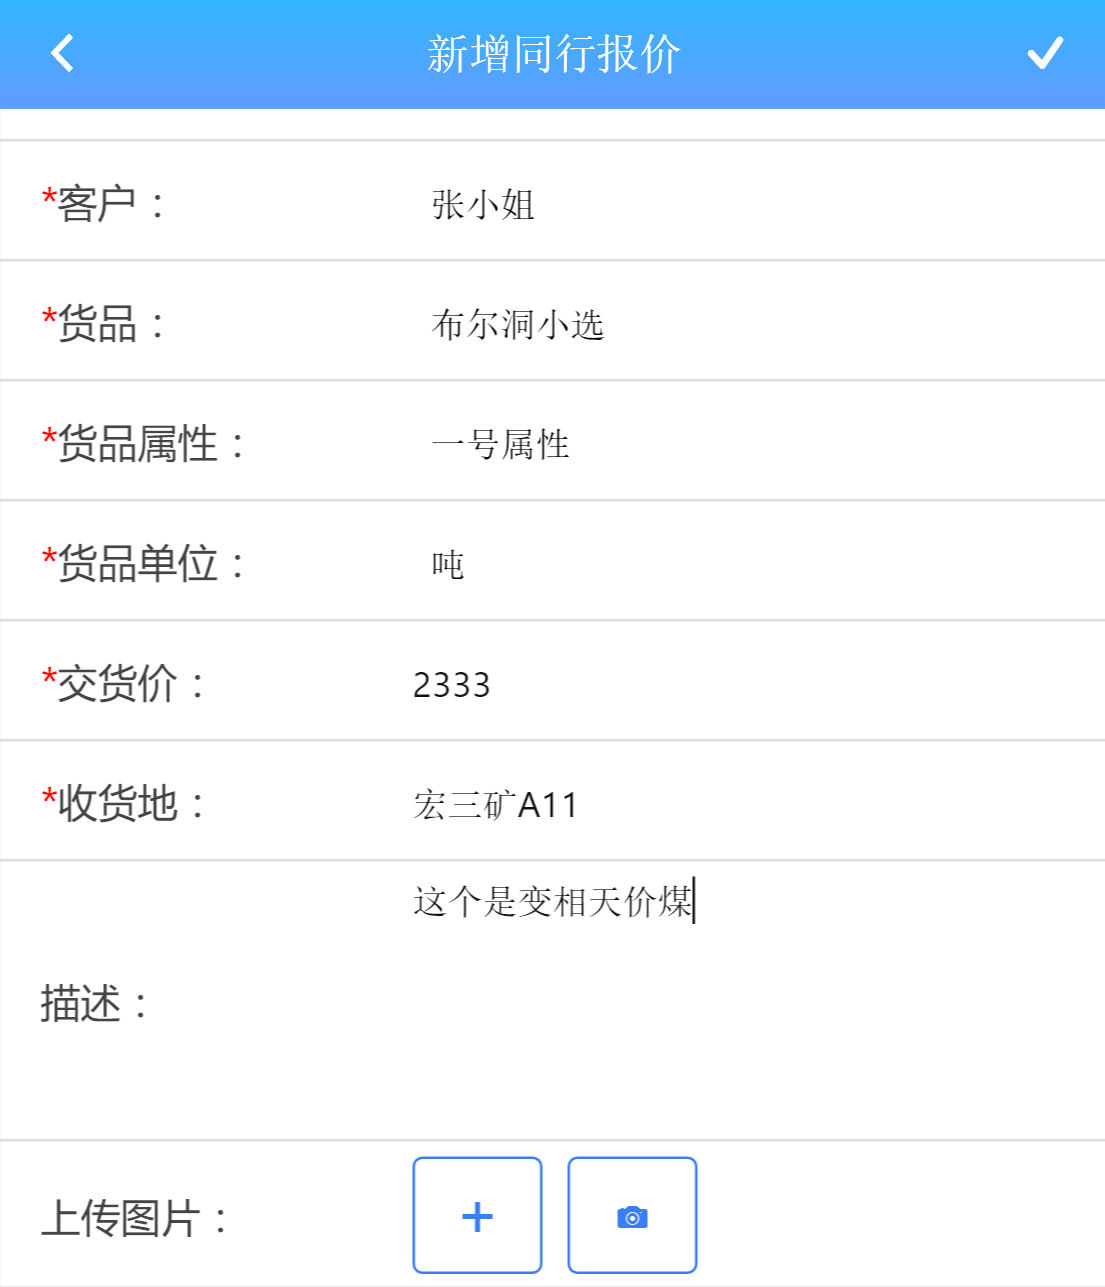 新增同行报价
*客户： 张小姐
*货品： 布尔洞小选
*货品属性： 一号属性
*货品单位： 吨
*交货价： 2333
*收货地： 宏三矿A11
这个是变相天价煤
描述：
上传图片：